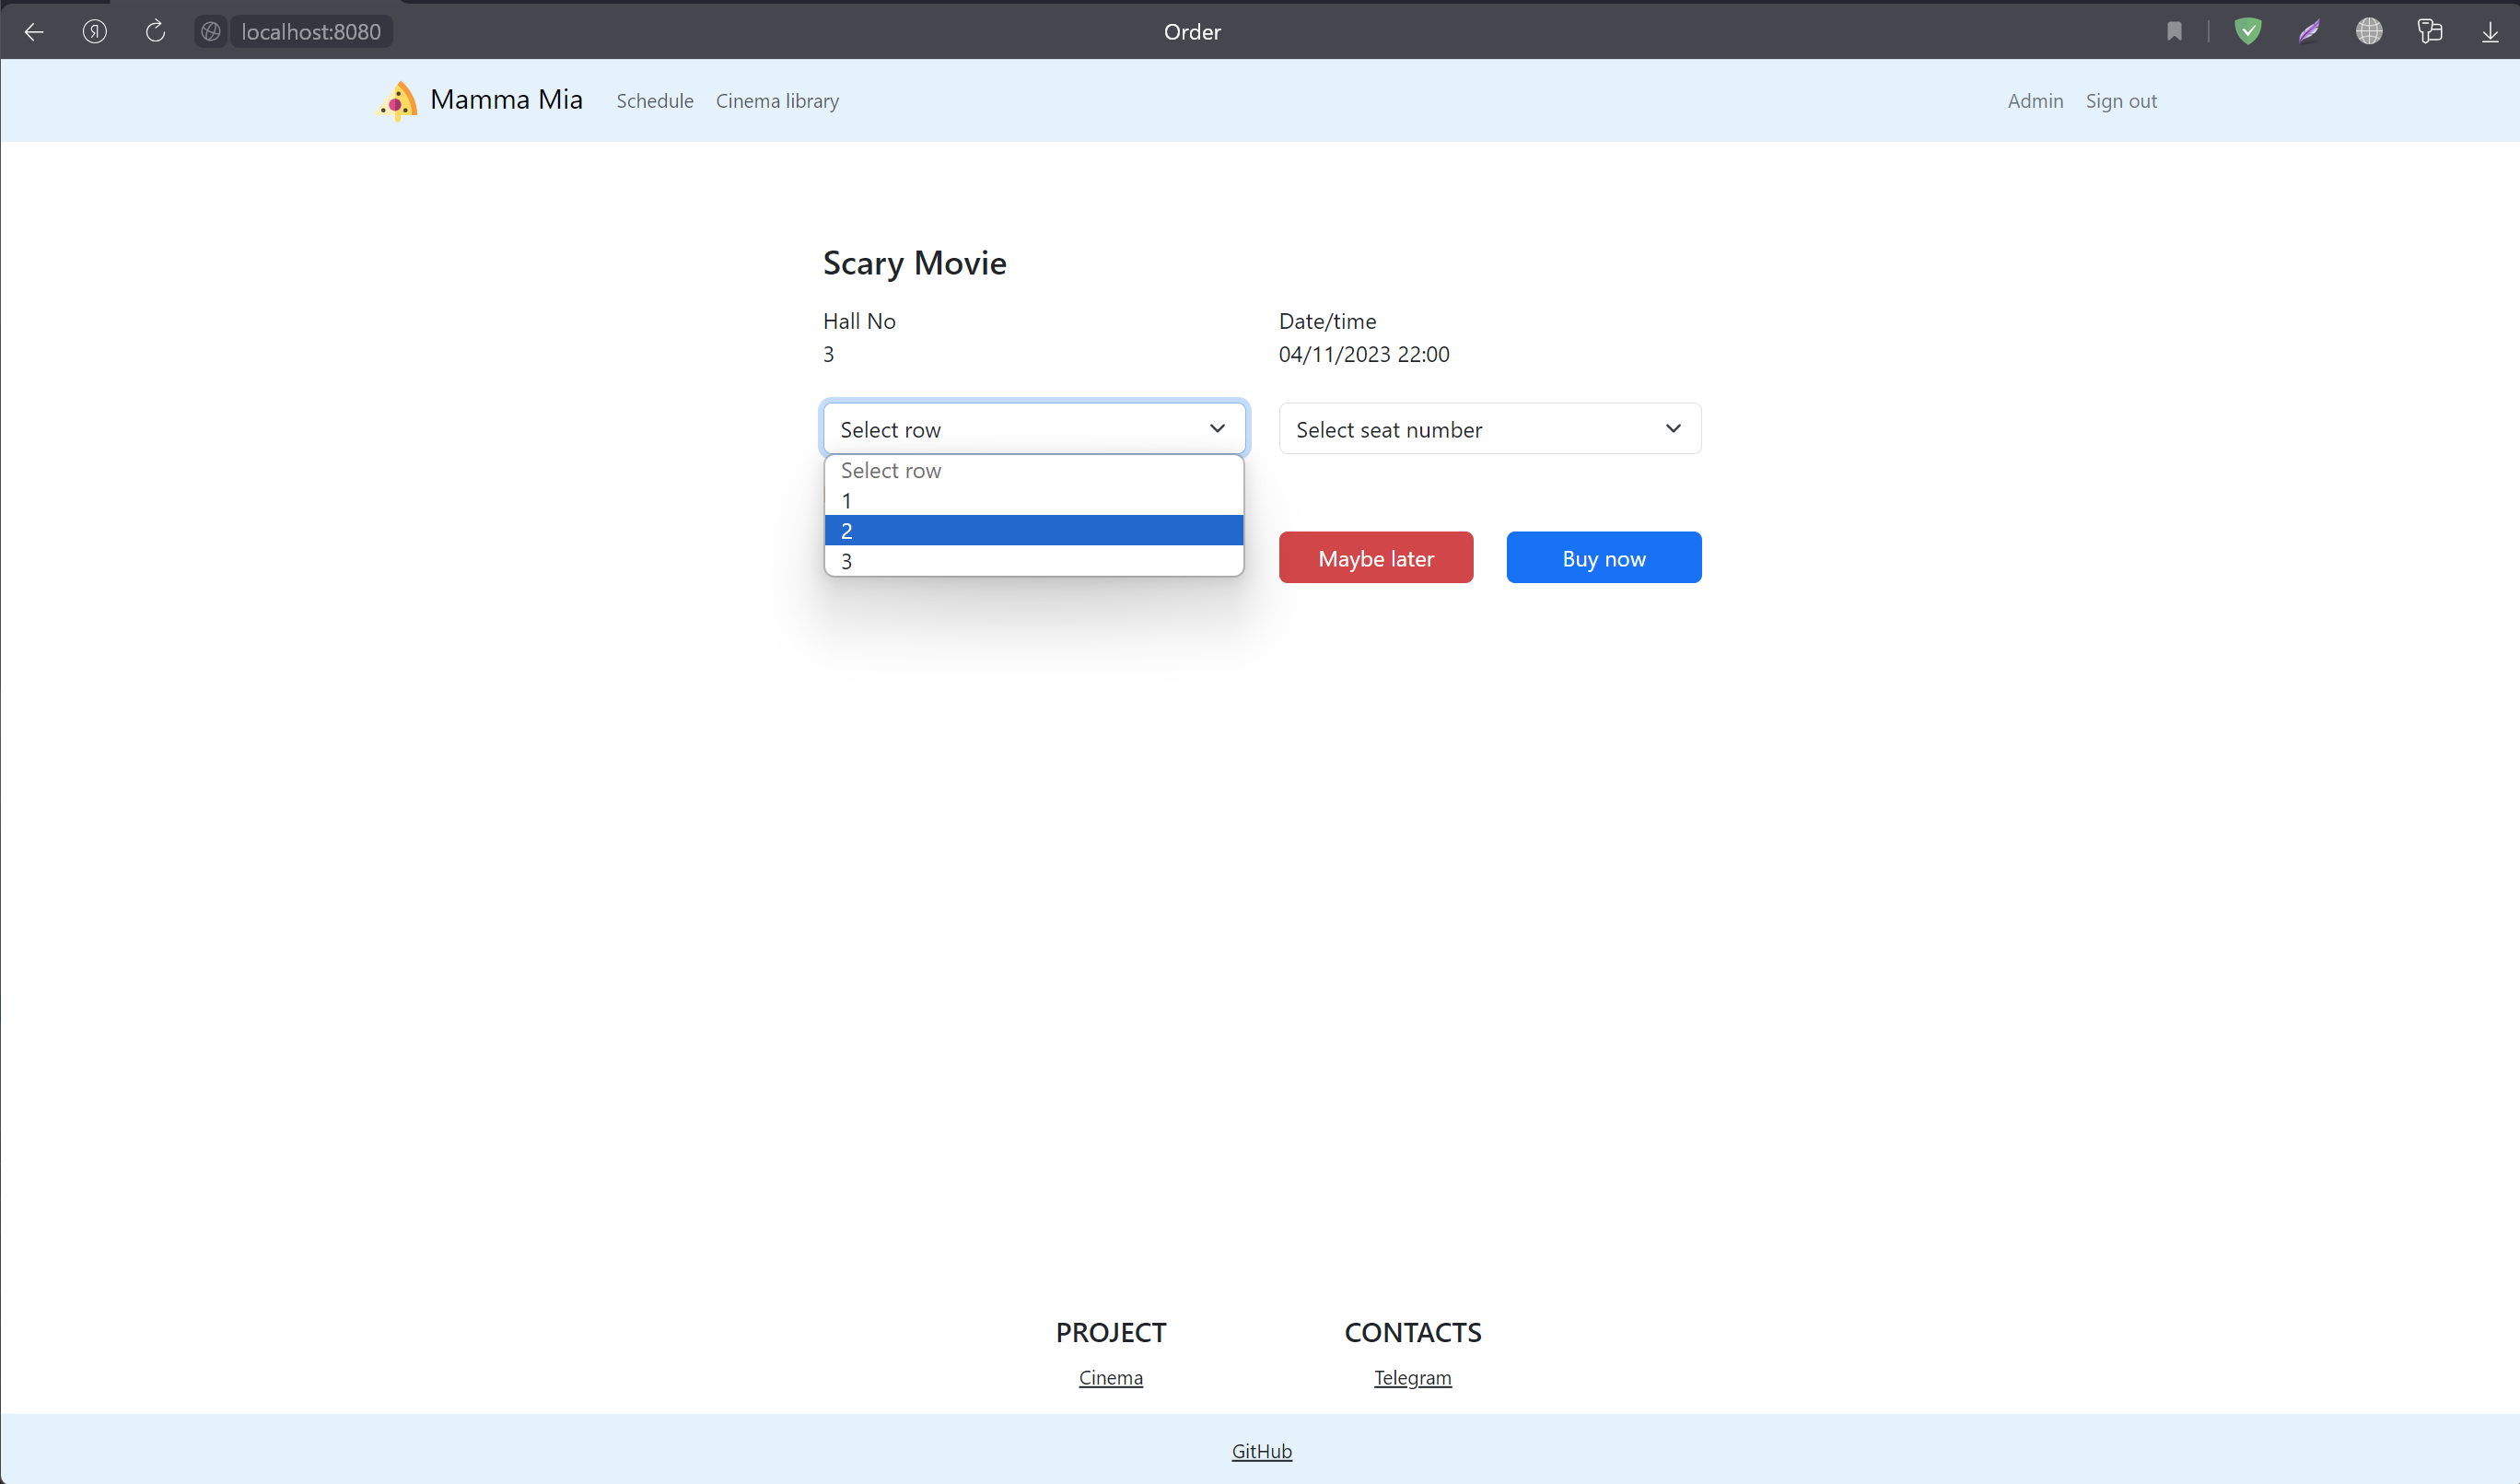 localhost:8080
Order
Mamma Mia
Schedule
Cinema library
Admin
Sign out
Scary Movie
Hall No
Date/time
3
04/11/2023 22:00
Select row
Select seat number
Select row
1
2
3
Maybe later
Buy now
PROJECT
CONTACTS
Cinema
Telegram
GitHub